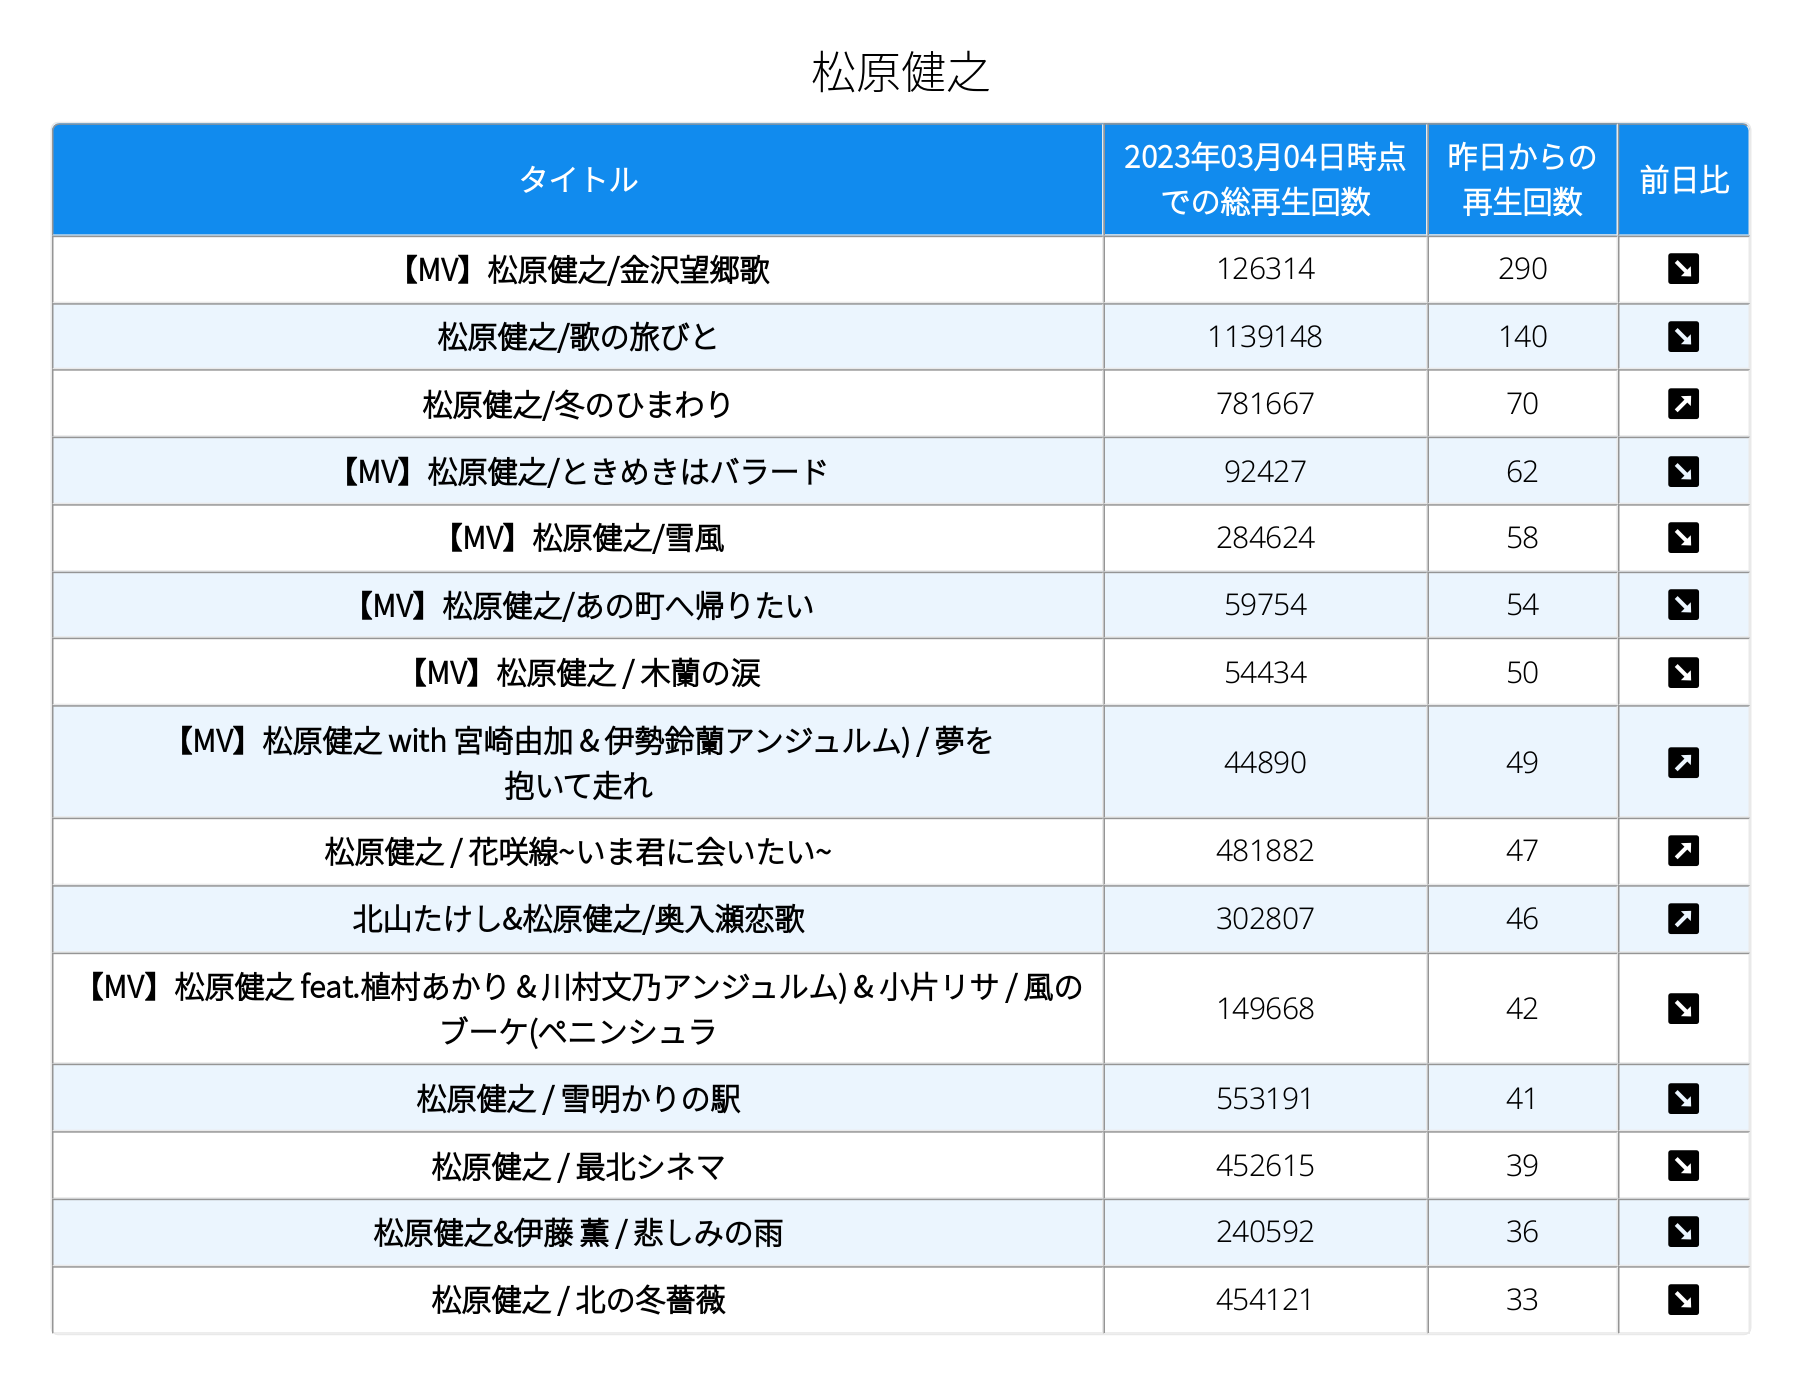 松原健之
タイトル
2023年03月04日時点
での総再生回数
昨日からの
再生回数
前日比
【MV】松原健之/金沢望郷歌 126314 290 ↘
松原健之/歌の旅びと 1139148 140 ↘
松原健之/冬のひまわり 781667 70 ↗
【MV】松原健之/ときめきはバラード 92427 62 ↘
【MV】松原健之/雪風 284624 58 ↘
【MV】松原健之/あの町へ帰りたい 59754 54 ↘
【MV】松原健之 / 木蘭の涙 54434 50 ↘
【MV】松原健之 with 宮崎由加 & 伊勢鈴蘭アンジュルム) / 夢を
抱いて走れ 44890 49 ↗
松原健之 / 花咲線~いま君に会いたい~ 481882 47 ↗
北山たけし&松原健之/奥入瀬恋歌 302807 46 ↗
【MV】松原健之 feat.植村あかり & 川村文乃アンジュルム) & 小片リサ / 風の
ブーケ(ペニンシュラ 149668 42 ↘
松原健之 / 雪明かりの駅 553191 41 ↘
松原健之 / 最北シネマ 452615 39 ↘
松原健之&伊藤 薫 / 悲しみの雨 240592 36 ↘
松原健之 / 北の冬薔薇 454121 33 ↘